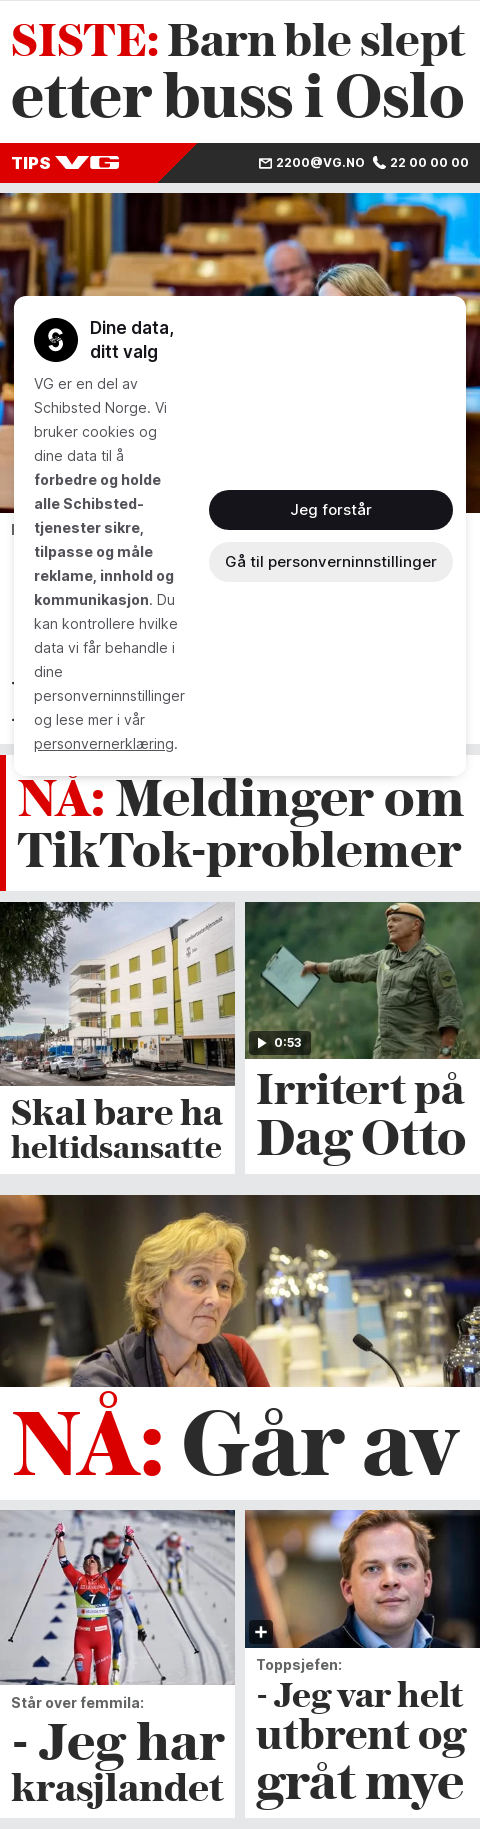 SISTE: Barn ble slept
etter buss i Oslo
TIPS VG
2200@VG.NO 22 00 00 00
Dine data,
ditt valg
VG er en del av
Schibsted Norge. Vi
bruker cookies og
dine data til å
forbedre og holde
alle Schibsted-
tjenester sikre,
tilpasse og måle
reklame, innhold og
kommunikasjon. Du
kan kontrollere hvilke
data vi får behandle i
dine
personverninnstillinger
og lese mer i vår
personvernerklæring.
Jeg forstår
Gå til personverninnstillinger
NÅ: Meldinger om
TikTok-problemer
0:53
Skal bare ha
heltidsansatte
Irritert på
Dag Otto
NÅ: Går av
7
Står over femmila:
- Jeg har
krasjlandet
Toppsjefen:
- Jeg var helt
utbrent og
gråt mye